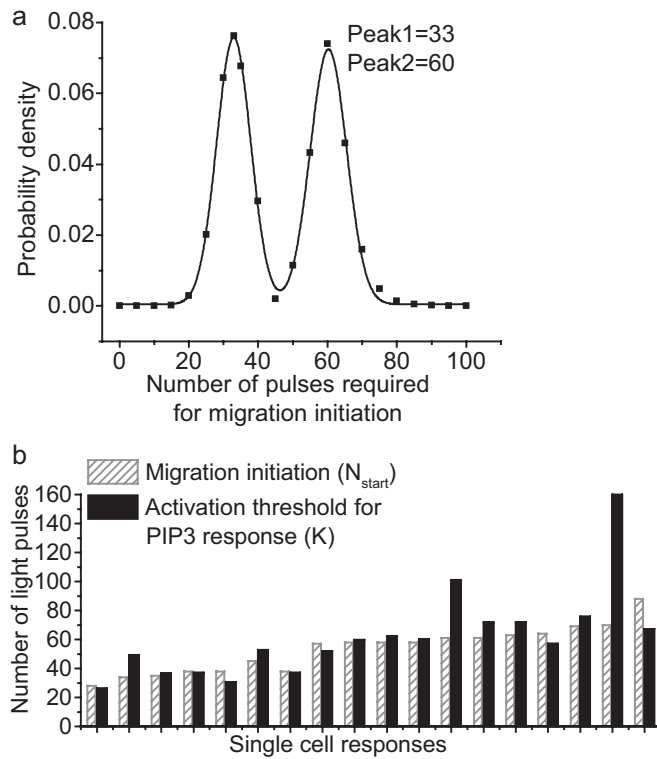 a
Peak1=33
Peak2=60
Probability density
0.08
0.06
0.04
0.02
0.00
0 20 40 60 80 100
Number of pulses required
for migration initiation
b
Migration initiation (Nstart)
Activation threshold for
PIP3 response (K)
Number of light pulses
160
140
120
100
80
60
40
20
0
Single cell responses